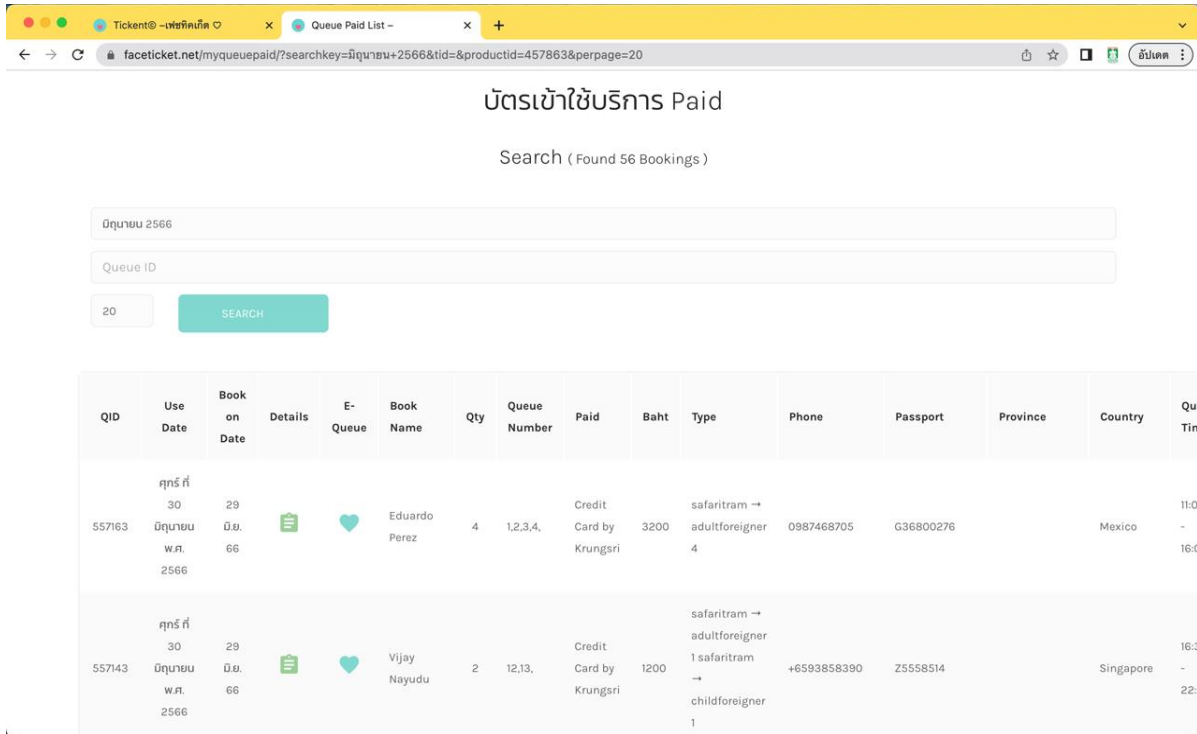 Tickent© –เฟซทิคเก็ต ♡
Queue Paid List –
faceticket.net/myqueuepaid/?searchkey=มิถุนายน+2566&tid=&productid=457863&perpage=20
อัปเดต
บัตรเข้าใช้บริการ Paid
Search ( Found 56 Bookings )
มิถุนายน 2566
Queue ID
20
SEARCH
QID
Use
Date
Book
on
Date
Details
E-
Queue
Book
Name
Qty
Queue
Number
Paid
Baht
Type
Phone
Passport
Province
Country
557163
ศุกร์ ที่
30
มิถุนายน
พ.ศ.
2566
29
มิ.ย.
66
Eduardo
Perez
4
1,2,3,4,
Credit
Card by
Krungsri
3200
safaritram →
adultforeigner
4
0987468705
G36800276
Mexico
557143
ศุกร์ ที่
30
มิถุนายน
พ.ศ.
2566
29
มิ.ย.
66
Vijay
Nayudu
2
12,13,
Credit
Card by
Krungsri
1200
safaritram →
adultforeigner
1 safaritram
→
childforeigner
1
+6593858390
Z5558514
Singapore